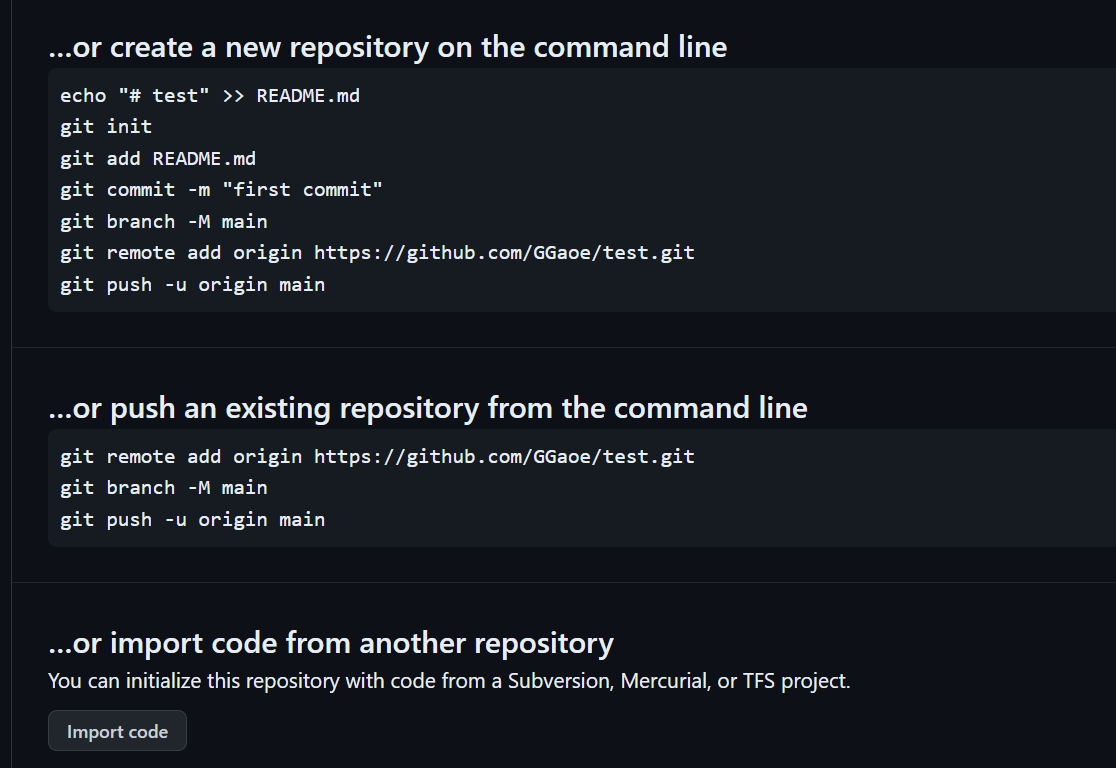 ...or create a new repository on the command line
echo "# test" >> README.md
git init
git add README.md
git commit -m "first commit"
git branch -M main
git remote add origin https://github.com/GGaoe/test.git
git push -u origin main
...or push an existing repository from the command line
git remote add origin https://github.com/GGaoe/test.git
git branch -M main
git push -u origin main
...or import code from another repository
You can initialize this repository with code from a Subversion, Mercurial, or TFS project.
Import code